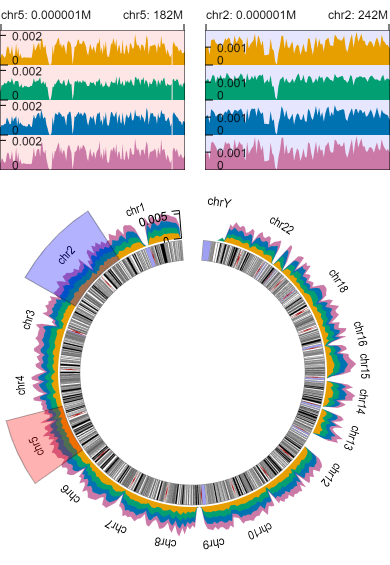 chr5: 0.000001M chr5: 182M chr2: 0.000001M chr2: 242M
0.002
0 0.001
0.002
0 0
0.002 0.001
0 0
0.002 0.001
0 0
0.001
0
chrY
chr1
0.005
0
chr22
chr2
chr18
chr3
chr16
chr15
chr4
chr14
chr13
chr5
chr12
chr6
chr10
chr7
chr8
chr9